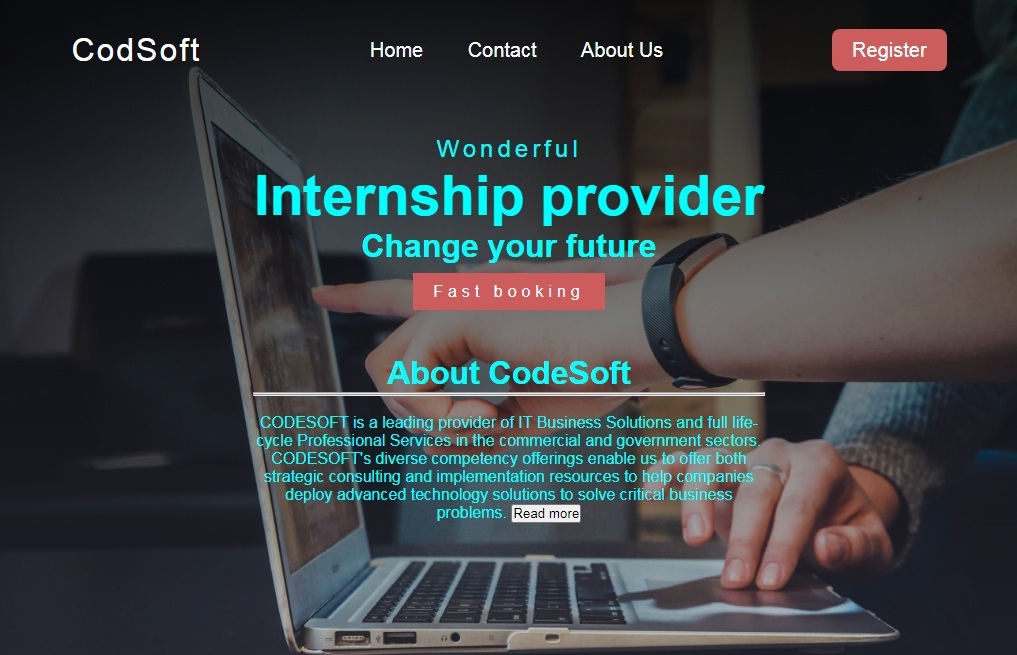 CodSoft
Home
Contact
About Us
Register
Wonderful
Internship provider
Change your future
Fast booking
About CodeSoft
CODESOFT is a leading provider of IT Business Solutions and full life-
cycle Professional Services in the commercial and government sectors.
CODESOFT's diverse competency offerings enable us to offer both
strategic consulting and implementation resources to help companies
deploy advanced technology solutions to solve critical business
problems. Read more